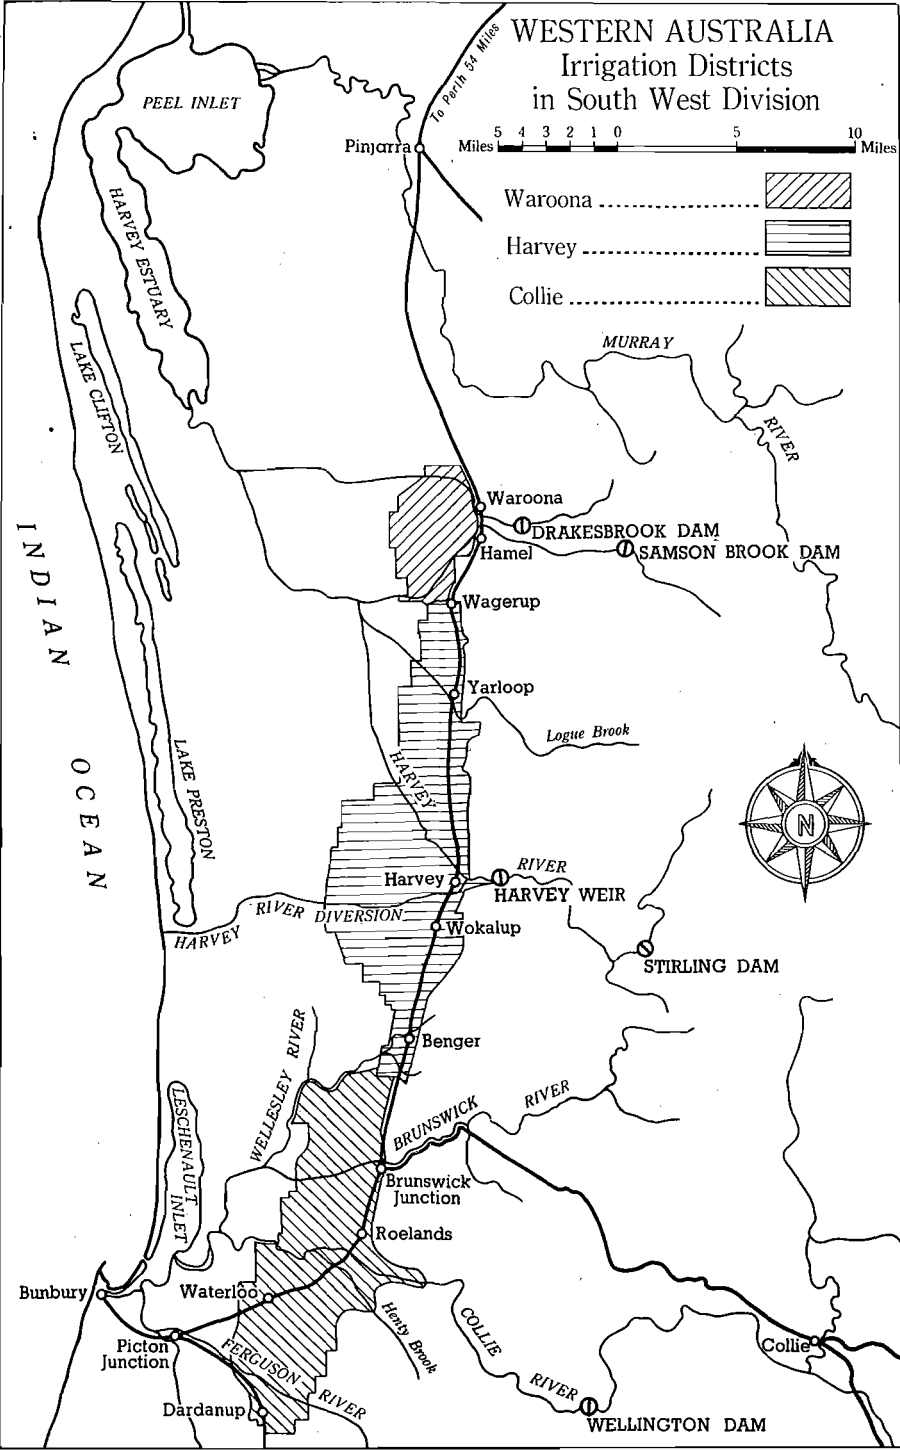 WESTERN AUSTRALIA
Irrigation Districts
in South West Division
Miles 5 4 3 2 1 0 5 10 Miles
Waroona
Harvey
Collie
To Perth 54 Miles
PEEL INLET
Pinjarra
HARVEY ESTUARY
LAKE CLIFTON
MURRAY
RIVER
Waroona
DRAKESBROOK DAM
Hamel
SAMSON BROOK DAM
INDIAN
OCEAN
Wagerup
Yarloop
Logue Brook
LAKE PRESTON
HARVEY
RIVER
Harvey
HARVEY WEIR
HARVEY
RIVER DIVERSION
Wokalup
N
STIRLING DAM
Benger
WELLESLEY RIVER
BRUNSWICK
RIVER
LESCHENAULT
INLET
Brunswick
Junction
Roelands
Bunbury
Waterloo
Henty Brook
COLLIE
RIVER
Collie
Picton
Junction
FERGUSON
RIVER
Dardanup
WELLINGTON DAM